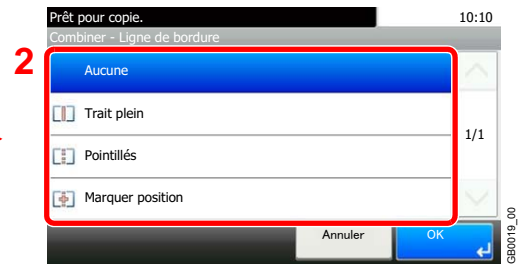 Prêt pour copie. 10:10
Combiner - Ligne de bordure
2
Aucune
Trait plein
1/1
Pointillés
Marquer position
Annuler OK
GB0019_00